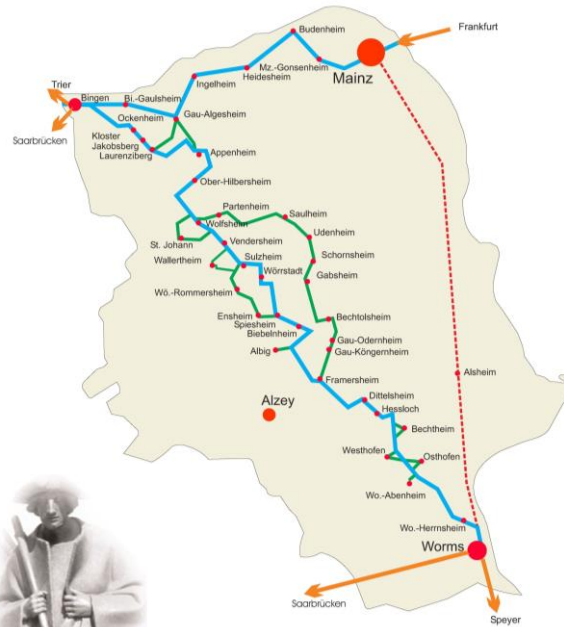 Frankfurt
Budenheim
Mz.-Gonsenheim
Mainz
Heidesheim
Ingelheim
Trier
Bingen
Bi.-Gaulsheim
Saarbrücken
Ockenheim
Gau-Algesheim
Kloster
Jakobsberg
Laurenziberg
Appenheim
Ober-Hilbersheim
Partenheim
Saulheim
Wolfsheim
Udenheim
St. Johann
Vendersheim
Wallertheim
Sulzheim
Schornsheim
Wörrstadt
Gabsheim
Wö.-Rommersheim
Ensheim
Spiesheim
Bechtolsheim
Biebelnheim
Gau-Odernheim
Albig
Gau-Köngernheim
Framersheim
Alsheim
Alzey
Dittelsheim
Hessloch
Bechtheim
Westhofen
Osthofen
Wo.-Abenheim
Wo.-Herrnsheim
Worms
Saarbrücken
Speyer